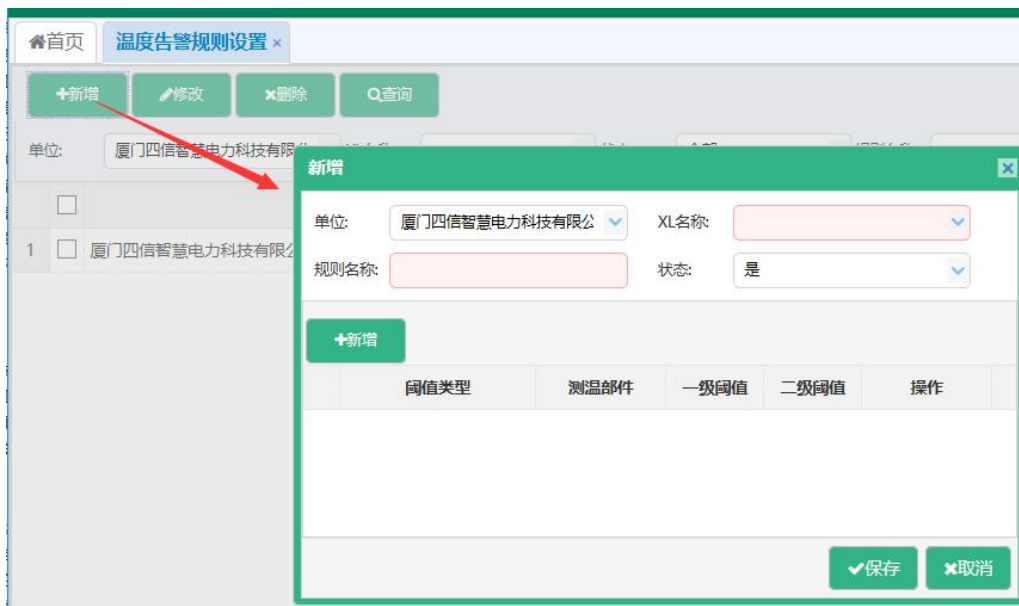 首页 温度告警规则设置 ×
+新增 修改 ×删除 查询
单位: 厦门四信智慧电力科技有限
新增
单位: 厦门四信智慧电力科技有限公 XL名称:
1 厦门四信智慧电力科技有限公
规则名称: 状态: 是
+新增
阈值类型 测温部件 一级阈值 二级阈值 操作
保存 ×取消